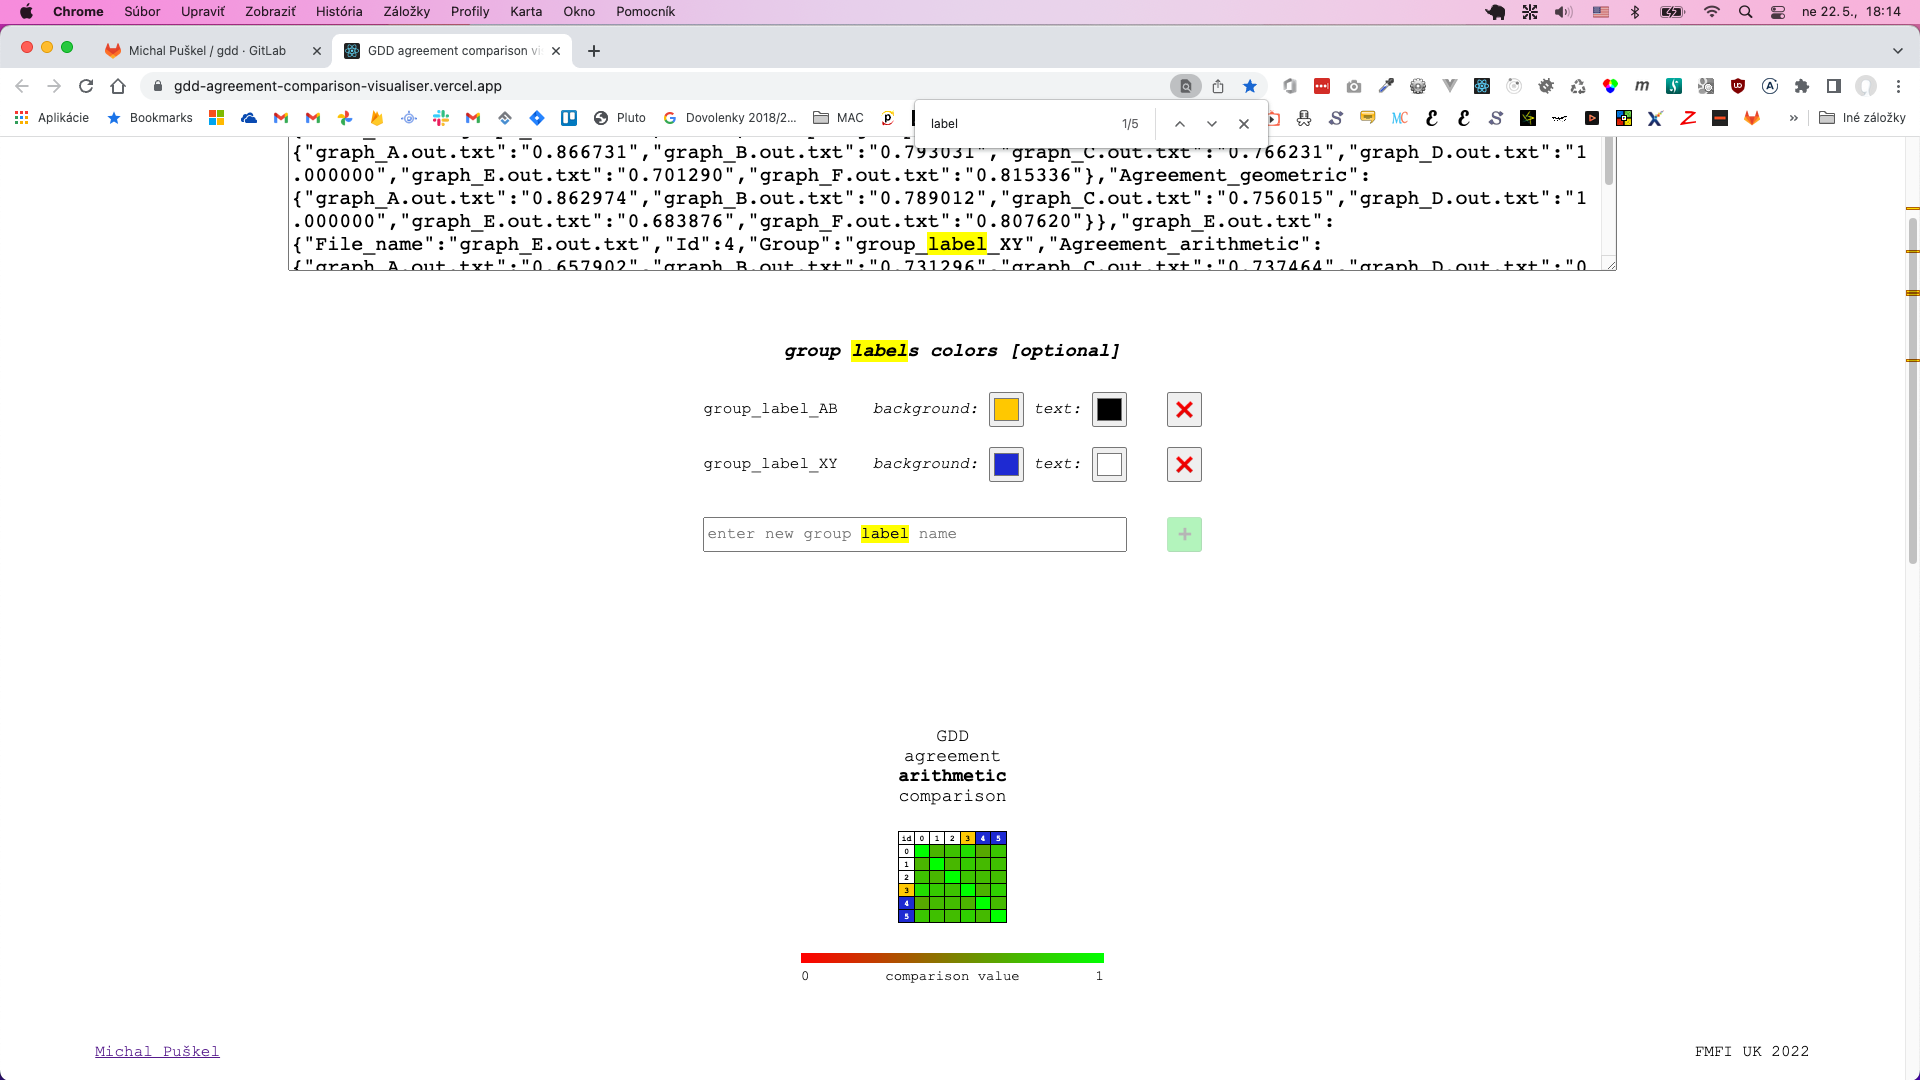 Chrome Súbor Upraviť Zobraziť História Záložky Profily Karta Okno Pomocník ne 22. 5., 18:14
Michal Puškel / gdd · GitLab GDD agreement comparison vi
gdd-agreement-comparison-visualiser.vercel.app
Aplikácie Bookmarks Pluto Dovolenky 2018/2... MAC » Iné záložky
label 1/5
{"graph_A.out.txt":"0.866731","graph_B.out.txt":"0.793031","graph_C.out.txt":"0.766231","graph_D.out.txt":"1
.000000","graph_E.out.txt":"0.701290","graph_F.out.txt":"0.815336"},"Agreement_geometric":
{"graph_A.out.txt":"0.862974","graph_B.out.txt":"0.789012","graph_C.out.txt":"0.756015","graph_D.out.txt":"1
.000000","graph_E.out.txt":"0.683876","graph_F.out.txt":"0.807620"}},"graph_E.out.txt":
{"File_name":"graph_E.out.txt","Id":4,"Group":"group_label_XY","Agreement_arithmetic":
{"graph_A.out.txt":"0.657902","graph_B.out.txt":"0.731296","graph_C.out.txt":"0.737464","graph_D.out.txt":"0
group labels colors [optional]
group_label_AB background: text:
group_label_XY background: text:
enter new group label name
GDD
agreement
arithmetic
comparison
id 0 1 2 3 4 5
0
1
2
3
4
5
0 comparison value 1
Michal Puškel FMFI UK 2022